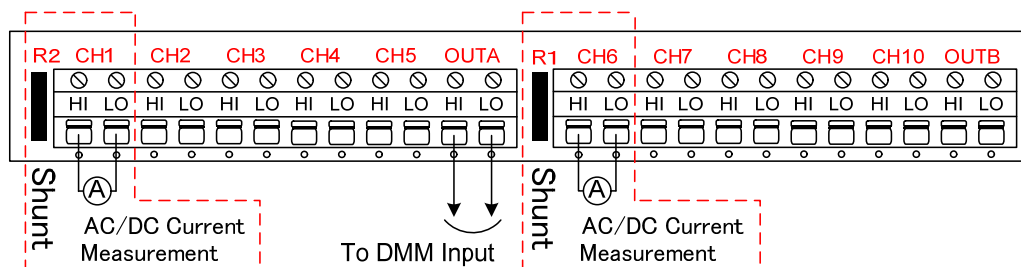 R2 CH1 CH2 CH3 CH4 CH5 OUTA R1 CH6 CH7 CH8 CH9 CH10 OUTB
HI LO HI LO HI LO HI LO HI LO HI LO HI LO HI LO HI LO HI LO HI LO HI LO
Shunt
A
AC/DC Current
Measurement
To DMM Input
Shunt
A
AC/DC Current
Measurement